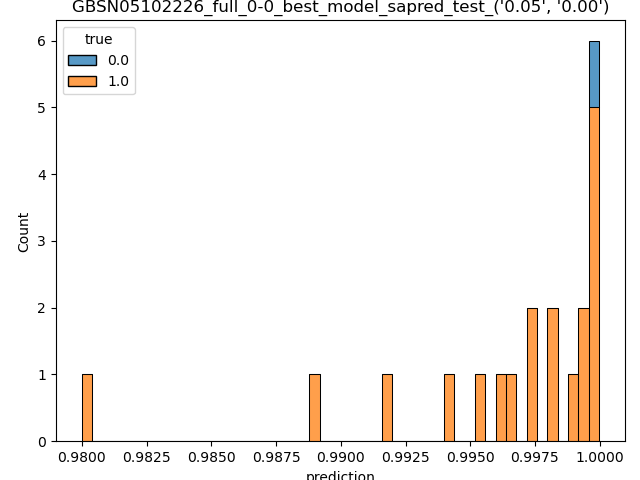 GBSN05102226_full_0-0_best_model_sapred_test_('0.05', '0.00')
true
0.0
1.0
Count
6
5
4
3
2
1
0
0.9800 0.9825 0.9850 0.9875 0.9900 0.9925 0.9950 0.9975 1.0000
prediction